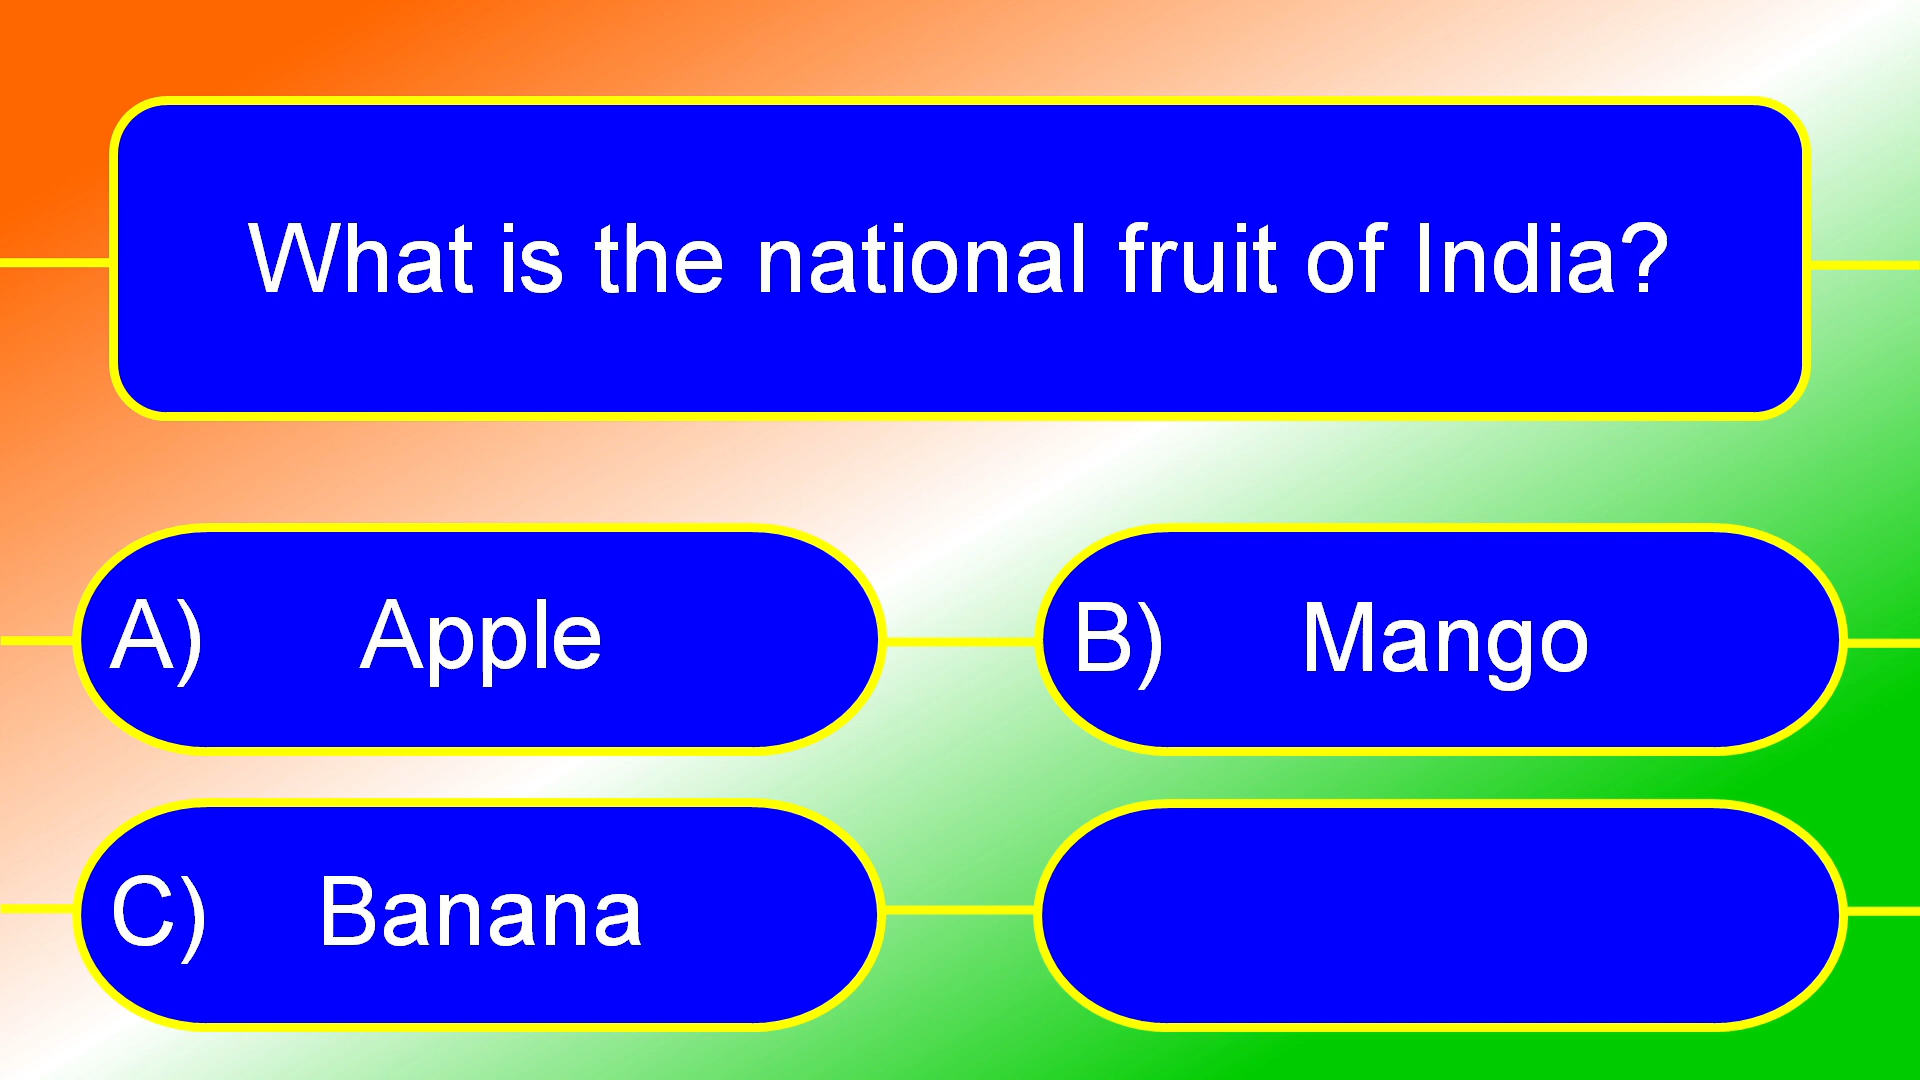 What is the national fruit of India?
A) Apple
B) Mango
C) Banana